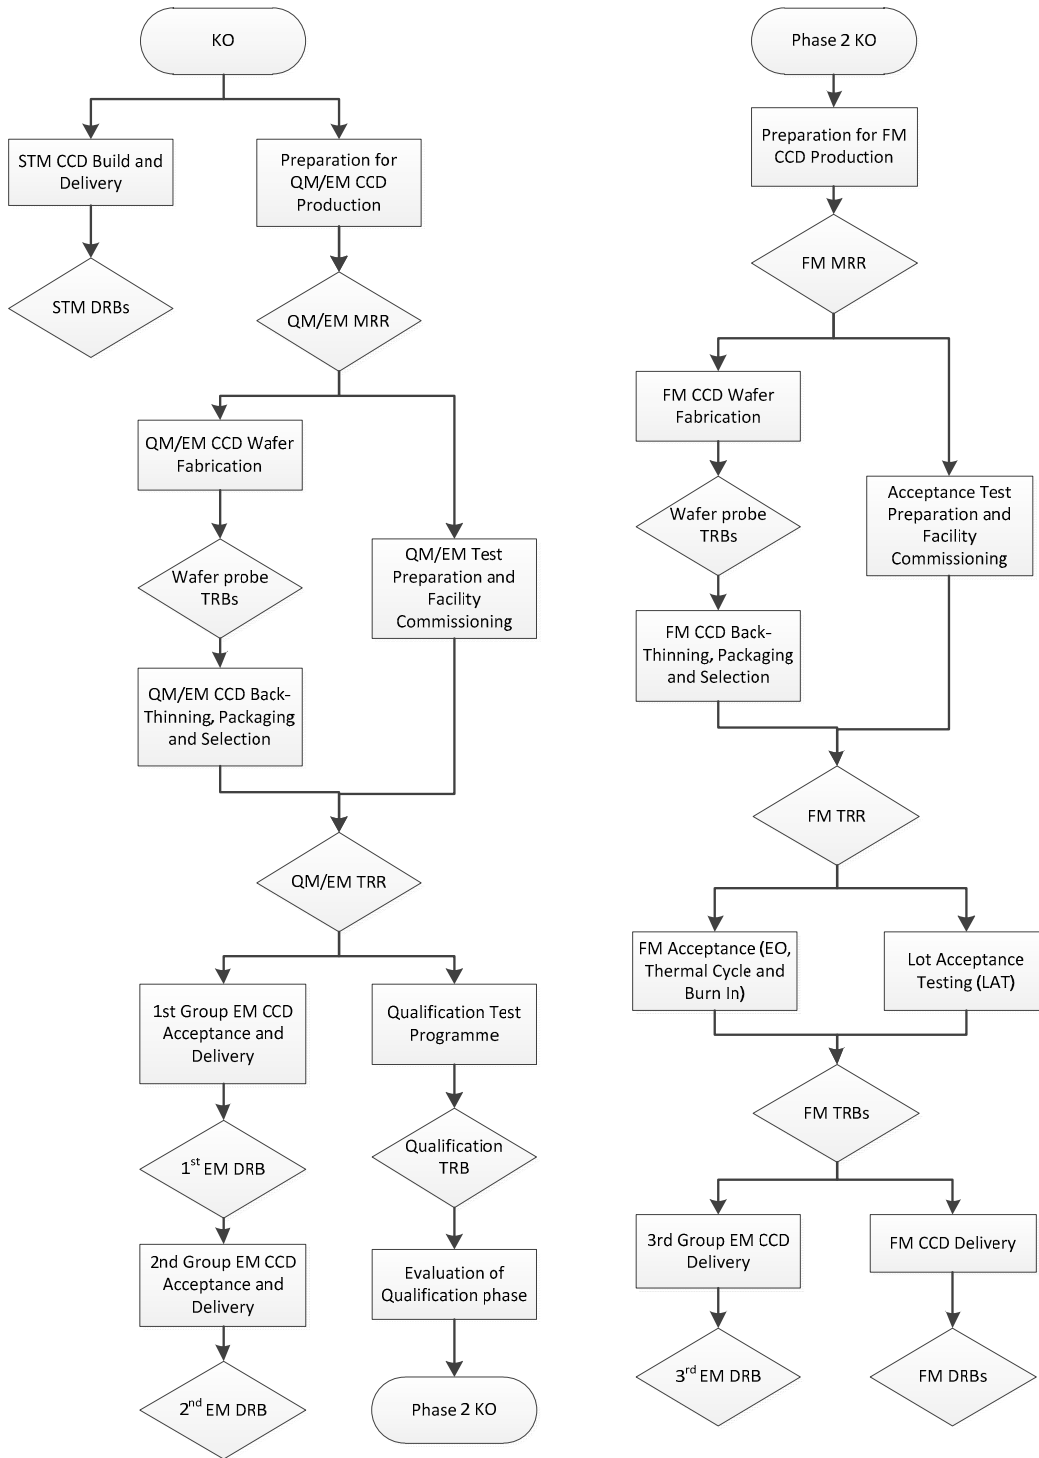 KO
STM CCD Build and
Delivery
Preparation for
QM/EM CCD
Production
STM DRBs
QM/EM MRR
QM/EM CCD Wafer
Fabrication
Wafer probe
TRBs
QM/EM Test
Preparation and
Facility
Commissioning
QM/EM CCD Back-
Thinning, Packaging
and Selection
QM/EM TRR
1st Group EM CCD
Acceptance and
Delivery
Qualification Test
Programme
1st EM DRB
Qualification
TRB
2nd Group EM CCD
Acceptance and
Delivery
Evaluation of
Qualification phase
2nd EM DRB
Phase 2 KO
Phase 2 KO
Preparation for FM
CCD Production
FM MRR
FM CCD Wafer
Fabrication
Wafer probe
TRBs
Acceptance Test
Preparation and
Facility
Commissioning
FM CCD Back-
Thinning, Packaging
and Selection
FM TRR
FM Acceptance (EO,
Thermal Cycle and
Burn In)
Lot Acceptance
Testing (LAT)
FM TRBs
3rd Group EM CCD
Delivery
FM CCD Delivery
3rd EM DRB
FM DRBs